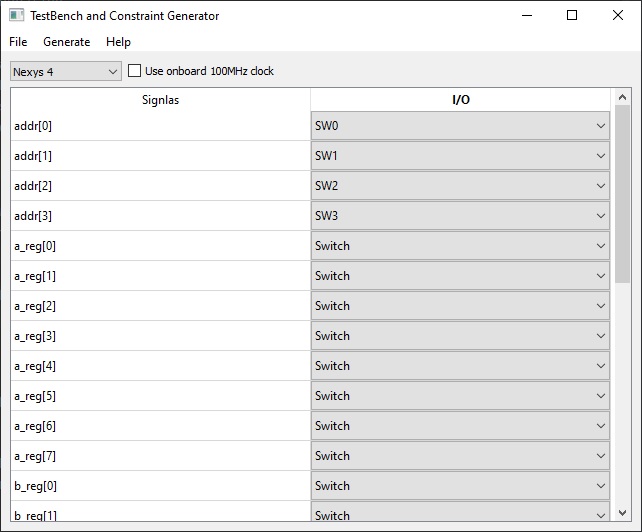 TestBench and Constraint Generator
File Generate Help
Nexys 4 Use onboard 100MHz clock
Signlas I/O
addr[0] SW0
addr[1] SW1
addr[2] SW2
addr[3] SW3
a_reg[0] Switch
a_reg[1] Switch
a_reg[2] Switch
a_reg[3] Switch
a_reg[4] Switch
a_reg[5] Switch
a_reg[6] Switch
a_reg[7] Switch
b_reg[0] Switch
b_reg[1] Switch